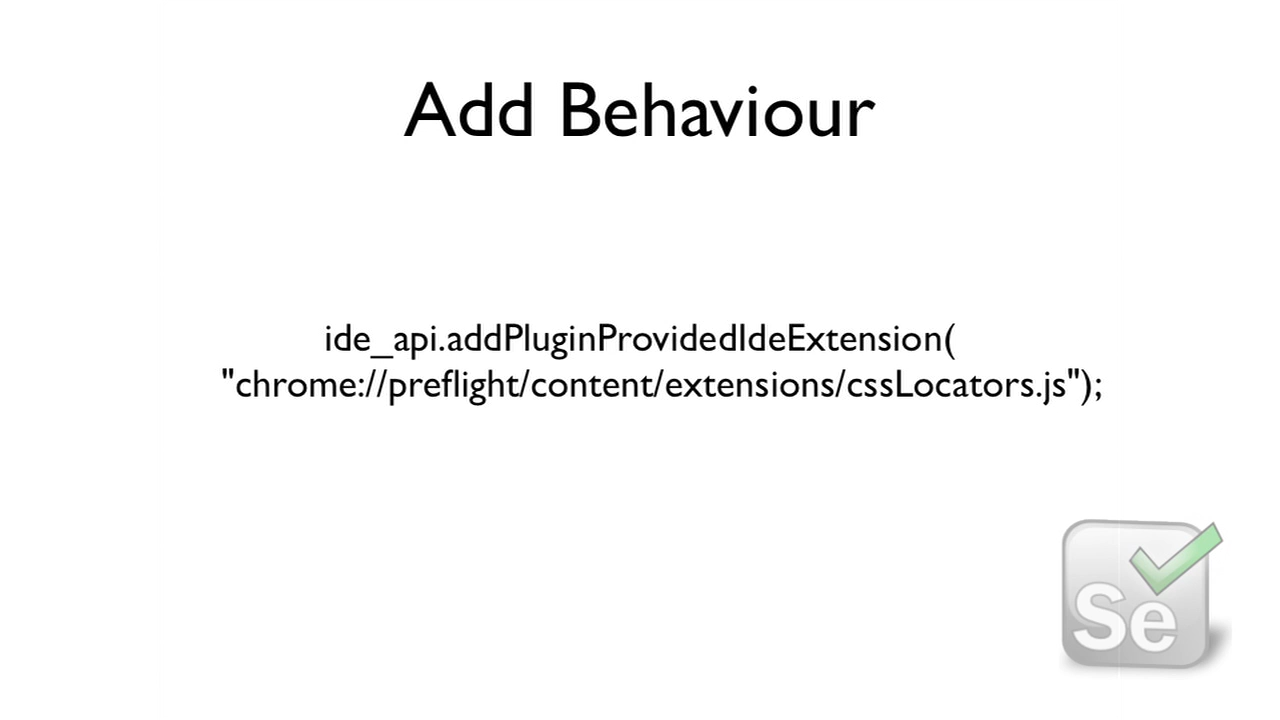 Add Behaviour
ide_api.addPluginProvidedIdeExtension(
"chrome://preflight/content/extensions/cssLocators.js");
Se